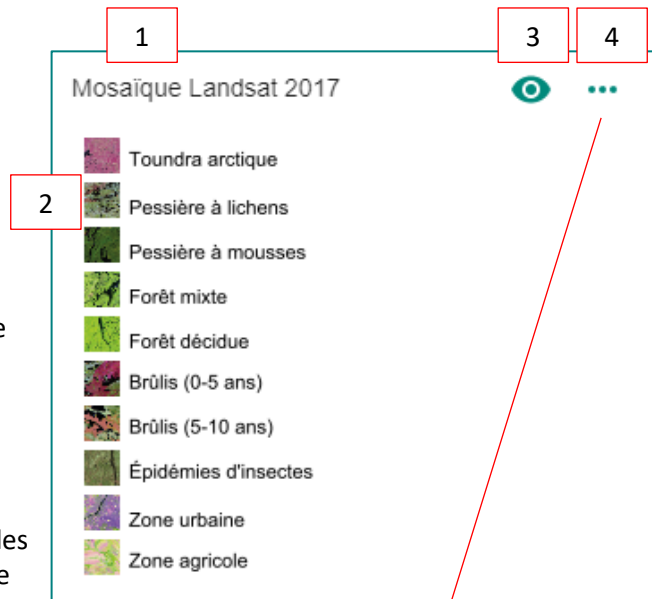 1
3
4
Mosaïque Landsat 2017
Toundra arctique
2
Pessière à lichens
Pessière à mousses
Forêt mixte
e
Forêt décidue
Brûlis (0-5 ans)
Brûlis (5-10 ans)
Épidémies d'insectes
Zone urbaine
les
Zone agricole
e